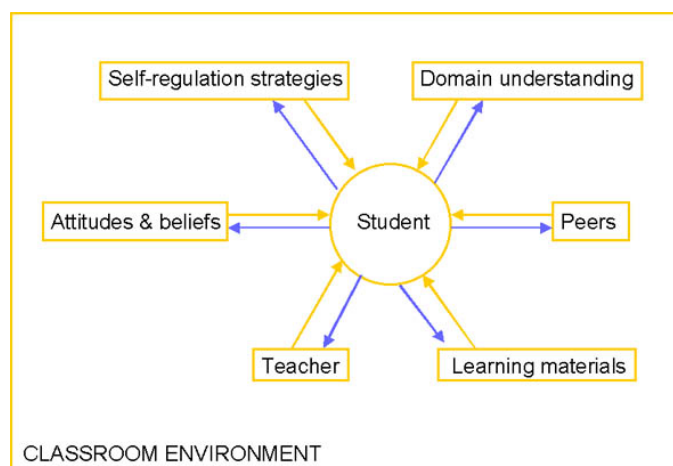 Self-regulation strategies
Domain understanding
Attitudes & beliefs
Student
Peers
Teacher
Learning materials
CLASSROOM ENVIRONMENT